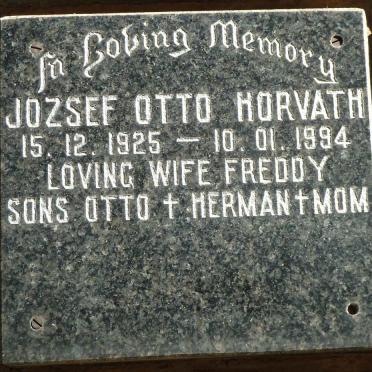 In Loving Memory
JOZSEF OTTO HORVATH
15. 12. 1925 — 10. 01. 1994
LOVING WIFE FREDDY
SONS OTTO + HERMAN + MOM